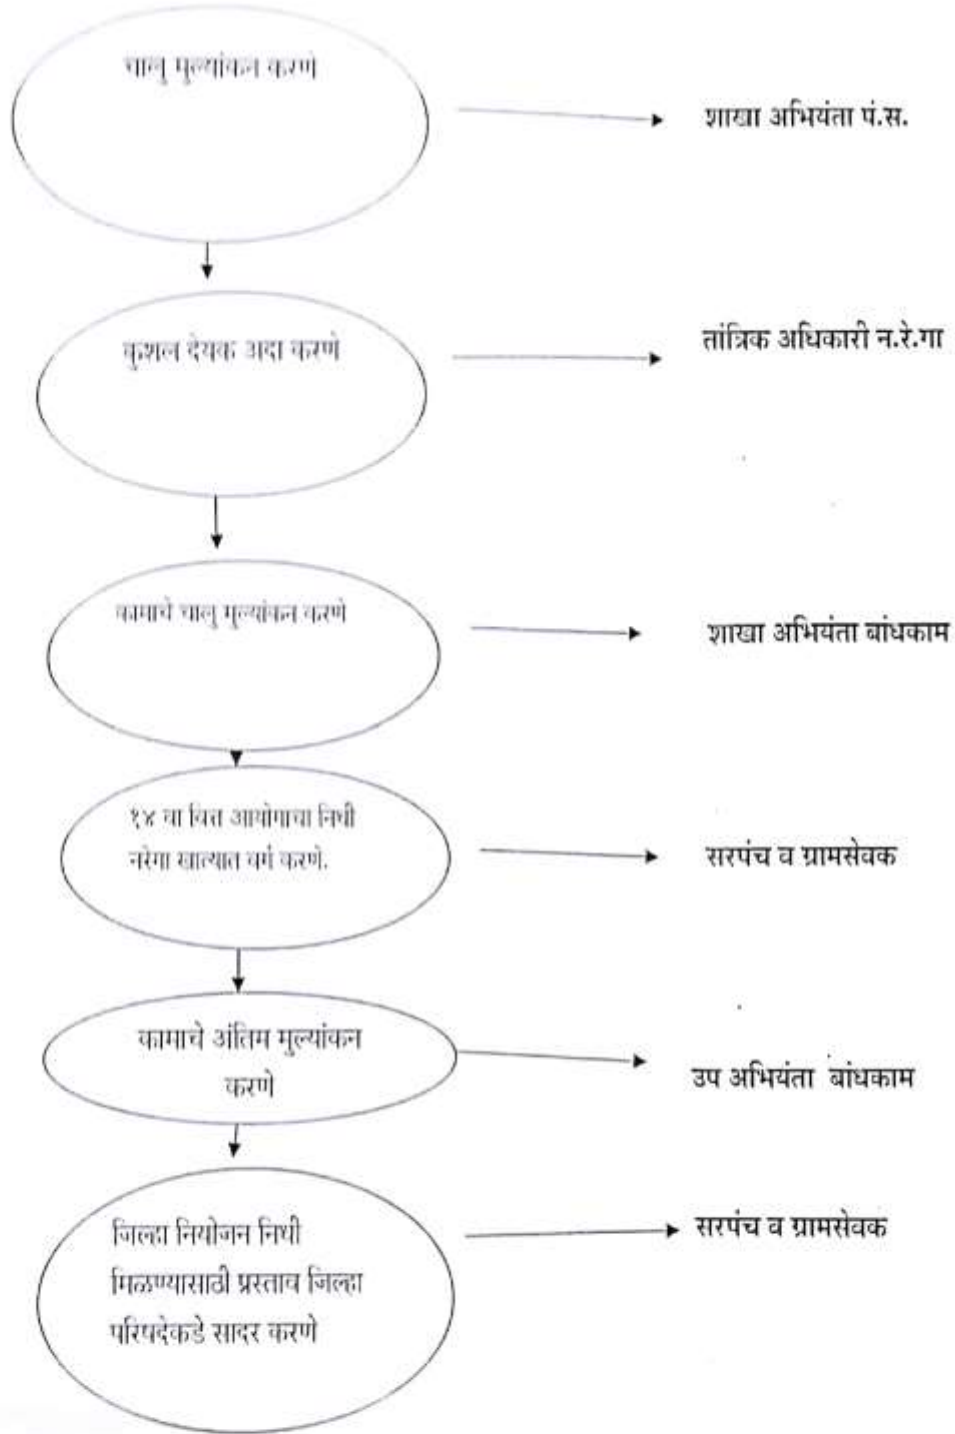 चालु मुल्यांकन करणे
शाखा अभियंता पं.स.
कुशल देयक अदा करणे
तांत्रिक अधिकारी न.रे.गा
कामाचे चालु मुल्यांकन करणे
शाखा अभियंता बांधकाम
१४ वा वित्त आयोगाचा निधी
नरेगा खात्यात वर्ग करणे.
सरपंच व ग्रामसेवक
कामाचे अंतिम मुल्यांकन
करणे
उप अभियंता बांधकाम
जिल्हा नियोजन निधी
मिळण्यासाठी प्रस्ताव जिल्हा
परिषदेकडे सादर करणे
सरपंच व ग्रामसेवक